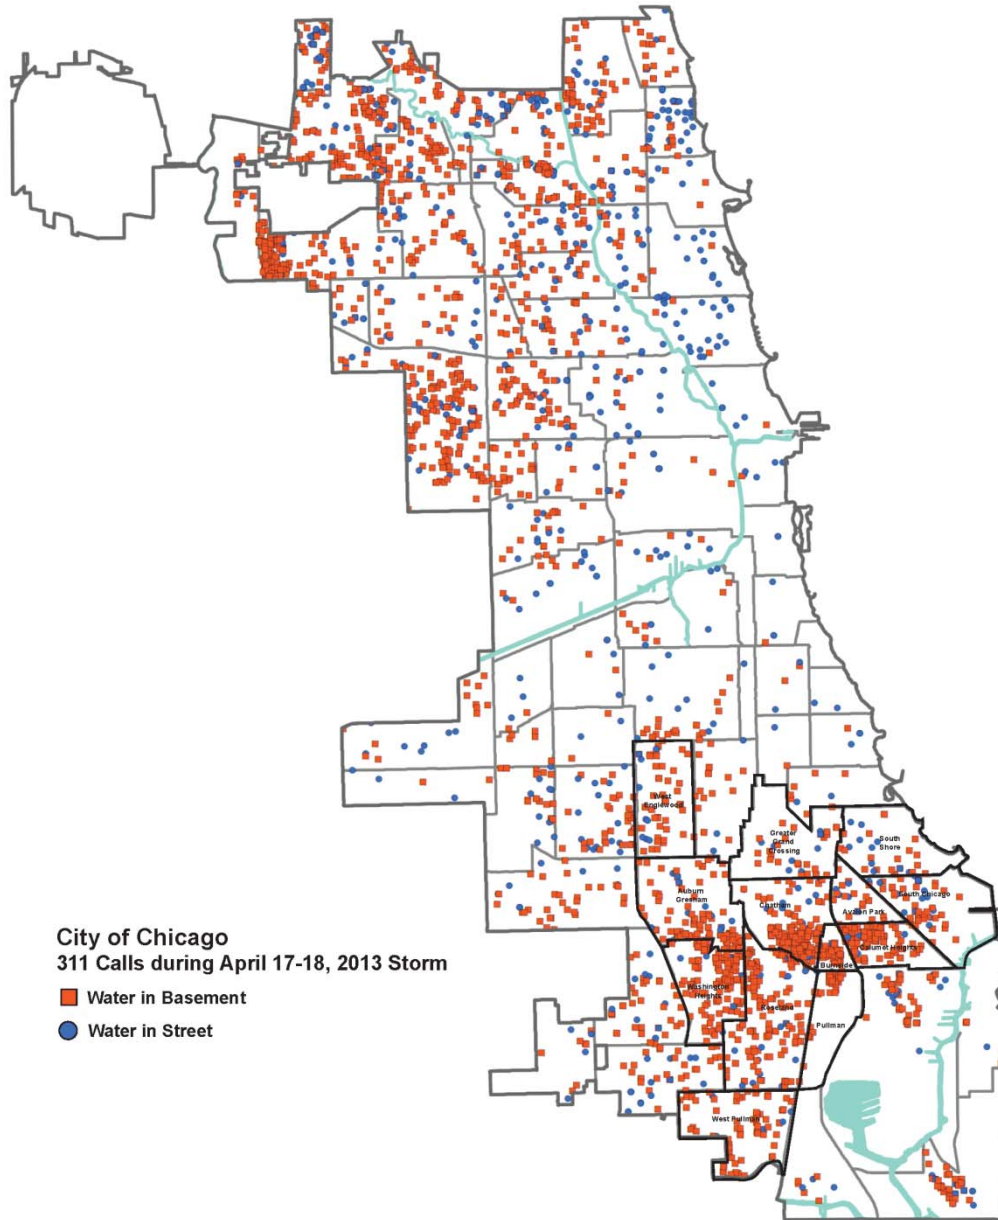 West
Englewood
Greater
Grand
Crossing
South
Shore
Auburn
Gresham
Chatham
Avalon Park
South Chicago
Calumet Heights
Burnside
Washington
Heights
Roseland
Pullman
West Pullman
City of Chicago
311 Calls during April 17-18, 2013 Storm
Water in Basement
Water in Street